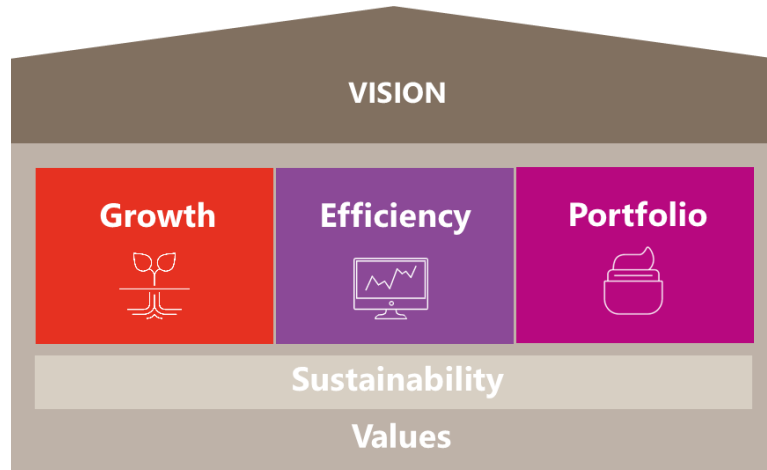 VISION
Growth
Efficiency
Portfolio
Sustainability
Values